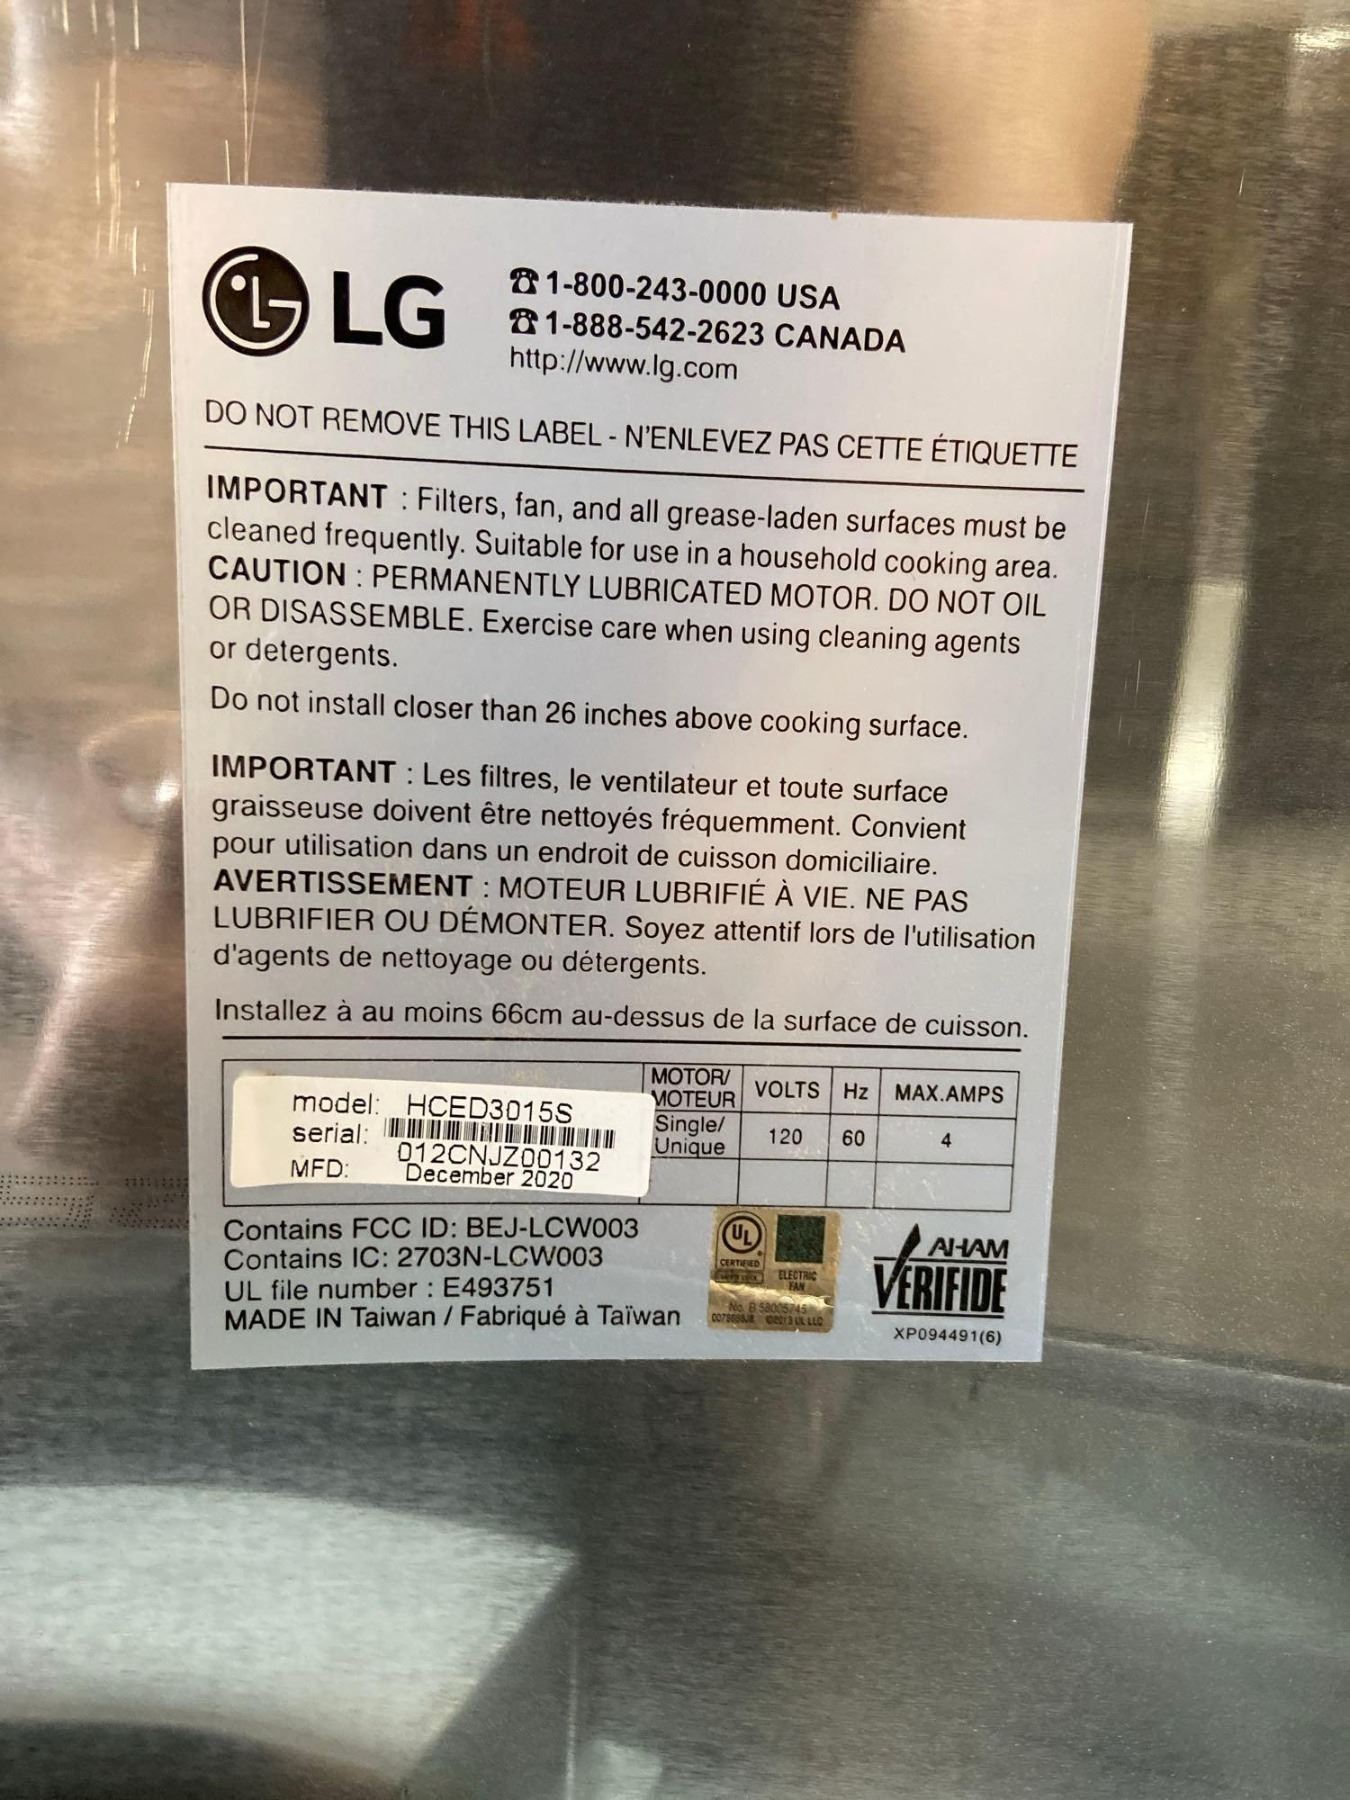 LG
1-800-243-0000 USA
1-888-542-2623 CANADA
http://www.lg.com
DO NOT REMOVE THIS LABEL - N'ENLEVEZ PAS CETTE ÉTIQUETTE
IMPORTANT : Filters, fan, and all grease-laden surfaces must be
cleaned frequently. Suitable for use in a household cooking area.
CAUTION : PERMANENTLY LUBRICATED MOTOR. DO NOT OIL
OR DISASSEMBLE. Exercise care when using cleaning agents
or detergents.
Do not install closer than 26 inches above cooking surface.
IMPORTANT : Les filtres, le ventilateur et toute surface
graisseuse doivent être nettoyés fréquemment. Convient
pour utilisation dans un endroit de cuisson domiciliaire.
AVERTISSEMENT : MOTEUR LUBRIFIÉ À VIE. NE PAS
LUBRIFIER OU DÉMONTER. Soyez attentif lors de l'utilisation
d'agents de nettoyage ou détergents.
Installez à au moins 66cm au-dessus de la surface de cuisson.
model: HCED3015S
serial: 012CNJZ00132
MFD: December 2020
MOTOR/
MOTEUR VOLTS Hz MAX.AMPS
Single/
Unique 120 60 4
Contains FCC ID: BEJ-LCW003
Contains IC: 2703N-LCW003
UL file number : E493751
MADE IN Taiwan / Fabriqué à Taïwan
UL
CERTIFIED
ELECTRIC
FAN
No. B 58005745
©2013 UL LLC
AHAM
VERIFIDE
XP094491(6)